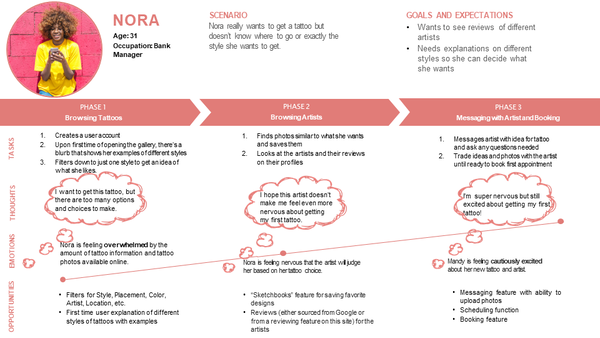 NORA
Age: 31
Occupation: Bank
Manager
SCENARIO
Nora really wants to get a tattoo but
doesn't know where to go or exactly the
style she wants to get.
GOALS AND EXPECTATIONS
• Wants to see reviews of different
artists
• Needs explanations on different
styles so she can decide what
she wants
PHASE 1
Browsing Tattoos
PHASE 2
Browsing Artists
PHASE 3
Messaging with Artist and Booking
TASKS
1. Creates a user account
2. Upon first time of opening the gallery, there's a
blurb that shows her examples of different styles
3. Filters down to just one style to get an idea of
what she likes.
1. Finds photos similar to what she wants
and saves them
2. Looks at the artists and their reviews
on their profiles
1. Messages artist with idea for tattoo
and ask any questions needed
2. Trade ideas and photos with the artist
until ready to book first appointment
THOUGHTS
I want to get this tattoo, but
there are too many options
and choices to make.
I hope this artist doesn't
make me feel even more
nervous about getting
my first tattoo.
I'm super nervous but still
excited about getting my first
tattoo!
EMOTIONS
Nora is feeling overwhelmed by the
amount of tattoo information and tattoo
photos available online.
Nora is feeling nervous that the artist will judge
her based on her tattoo choice.
Mandy is feeling cautiously excited
about her new tattoo and artist.
OPPORTUNITIES
• Filters for Style, Placement, Color,
Artist, Location, etc.
• First time user explanation of different
styles of tattoos with examples
• "Sketchbooks" feature for saving favorite
designs
• Reviews (either sourced from Google or
from a reviewing feature on this site) for the
artists
• Messaging feature with ability to
upload photos
• Scheduling function
• Booking feature